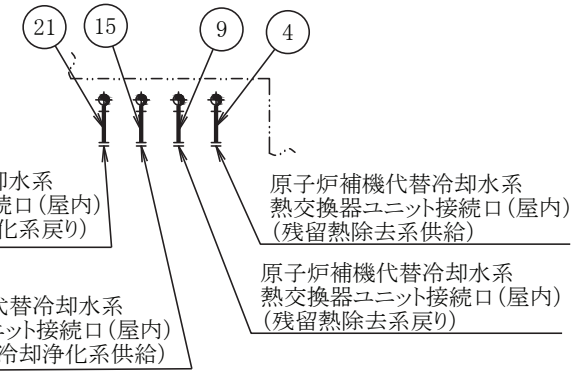 21
15
9
4
却水系
続口(屋内)
化系戻り)
原子炉補機代替冷却水系
熱交換器ユニット接続口(屋内)
(残留熱除去系供給)
原子炉補機代替冷却水系
熱交換器ユニット接続口(屋内)
(残留熱除去系戻り)
代替冷却水系
ニット接続口(屋内)
冷却浄化系供給)